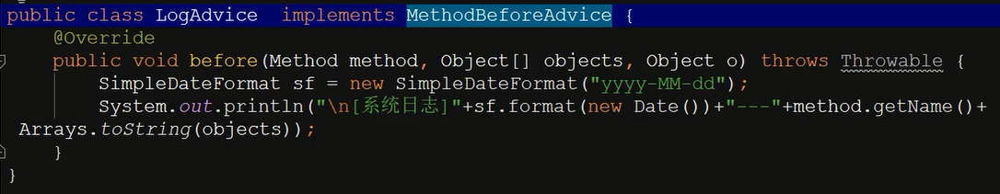 public class LogAdvice  implements MethodBeforeAdvice {
    @Override
    public void before(Method method, Object[] objects, Object o) throws Throwable {
        SimpleDateFormat sf = new SimpleDateFormat("yyyy-MM-dd");
        System.out.println("\n[系统日志]"+sf.format(new Date())+"---"+method.getName()+
 Arrays.toString(objects));
    }
}